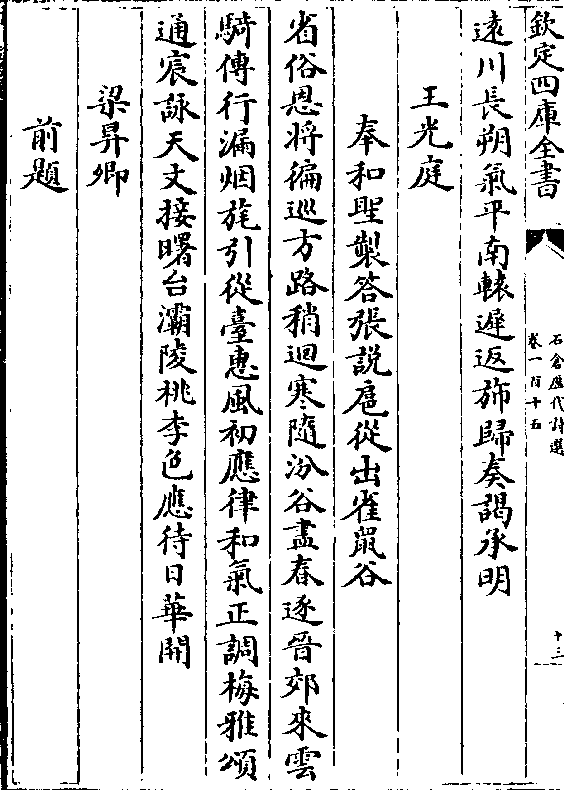 欽定四庫全書
石倉歷代詩選
卷一百十五
十三
遠川長朔氣平南轅遲返斾歸奏謁承明
王光庭
奉和聖製答張說扈從出雀鼠谷
省俗恩將徧巡方路稍迴寒隨汾谷盡春逐晉郊來雲
騎傳行漏烟旄引從臺惠風初應律和氣正調梅雅頌
通宸詠天文接曙台灞陵桃李色應待日華開
梁昇卿
前題